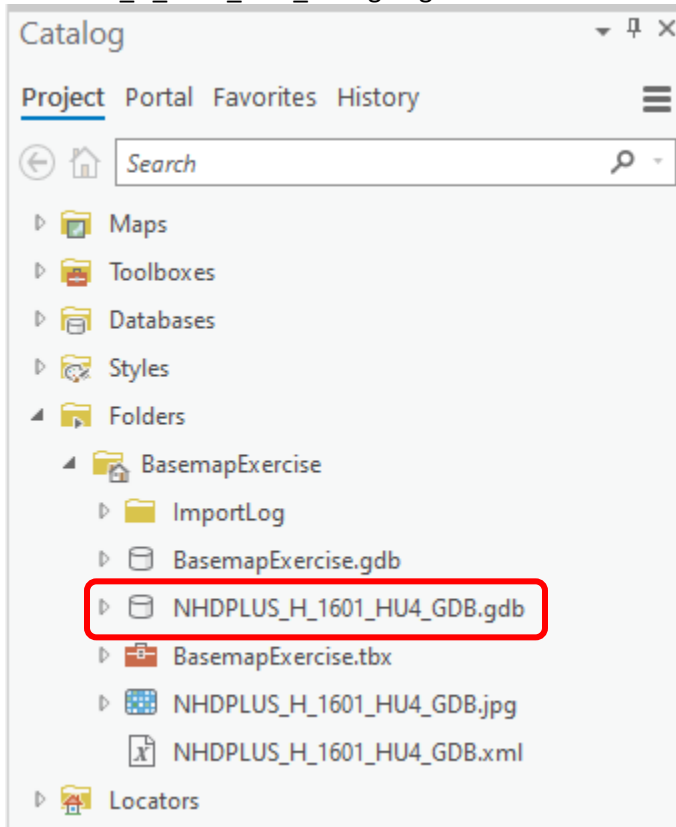 Catalog
Project Portal Favorites History
Search
Maps
Toolboxes
Databases
Styles
Folders
BasemapExercise
ImportLog
BasemapExercise.gdb
NHDPLUS_H_1601_HU4_GDB.gdb
BasemapExercise.tbx
NHDPLUS_H_1601_HU4_GDB.jpg
NHDPLUS_H_1601_HU4_GDB.xml
Locators